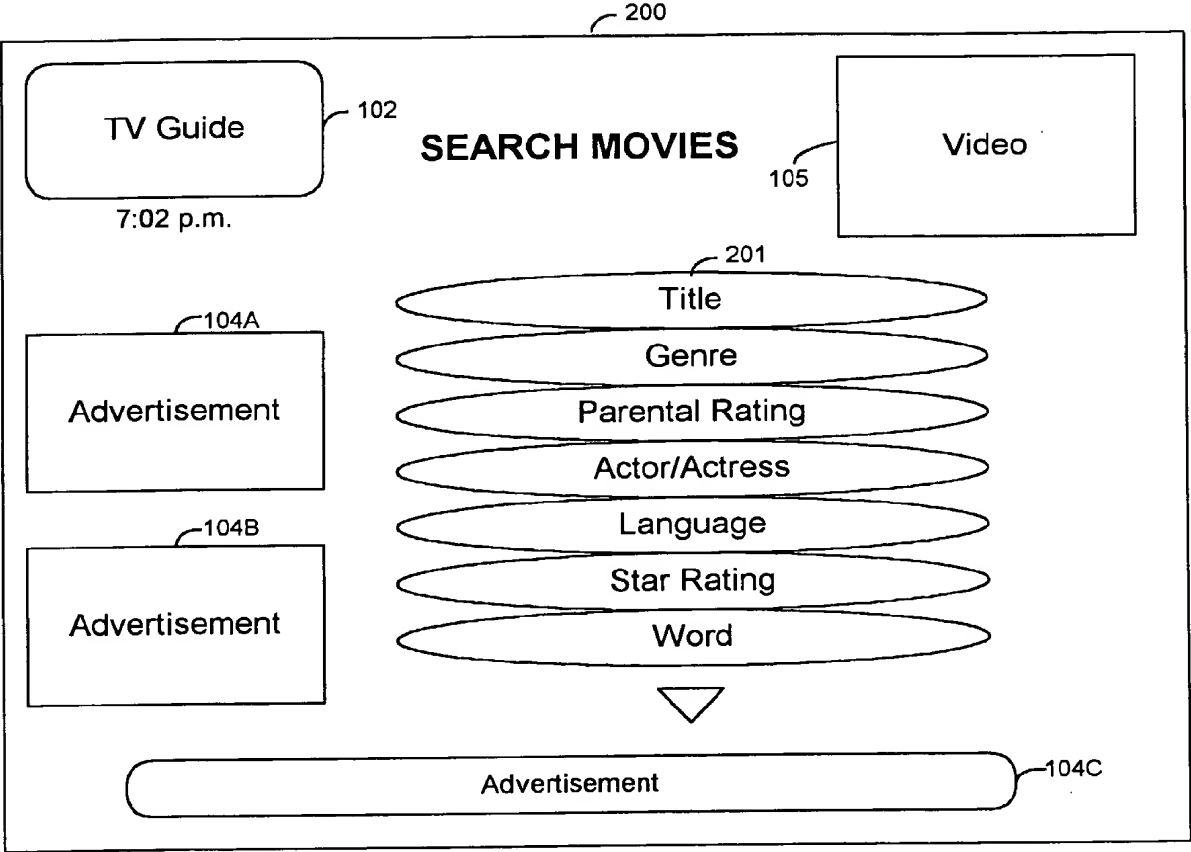 200
TV Guide
102
SEARCH MOVIES
Video
105
7:02 p.m.
201
Title
Genre
Parental Rating
Actor/Actress
Language
Star Rating
Word
104A
Advertisement
104B
Advertisement
Advertisement
104C